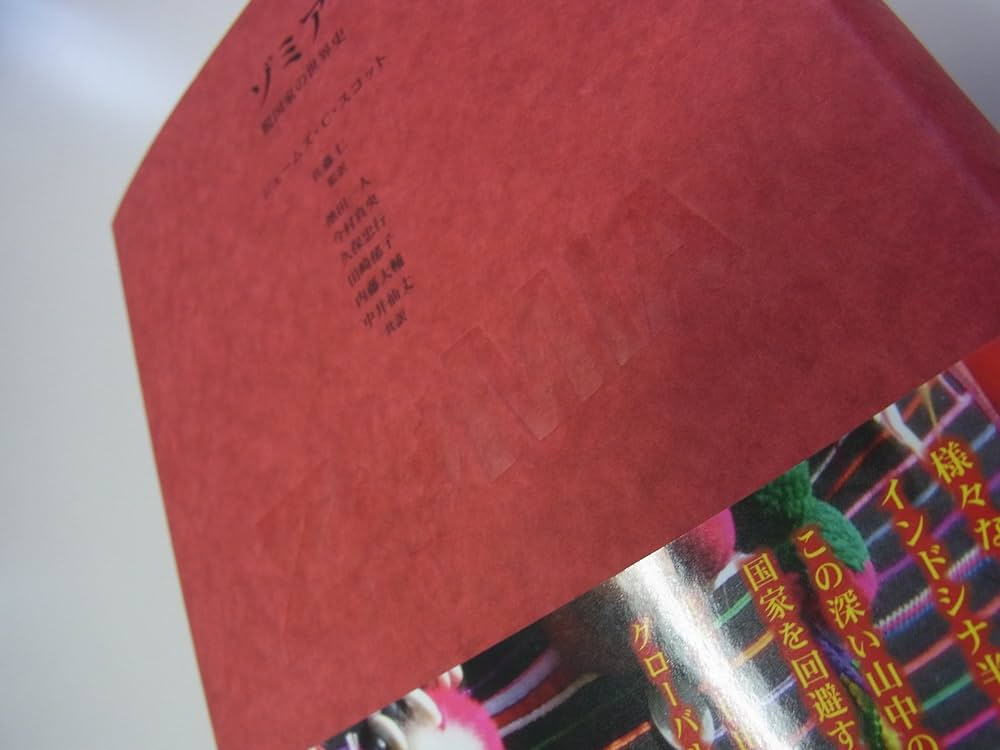 ゾミア
脱国家の世界史
ジェームズ・C・スコット
佐藤仁
監訳
池田一人
今村真央
久保忠行
田崎郁子
内藤大輔
中井仙丈
共訳
様々な
インドシナ半
この深い山中の
国家を回避す
グローバル